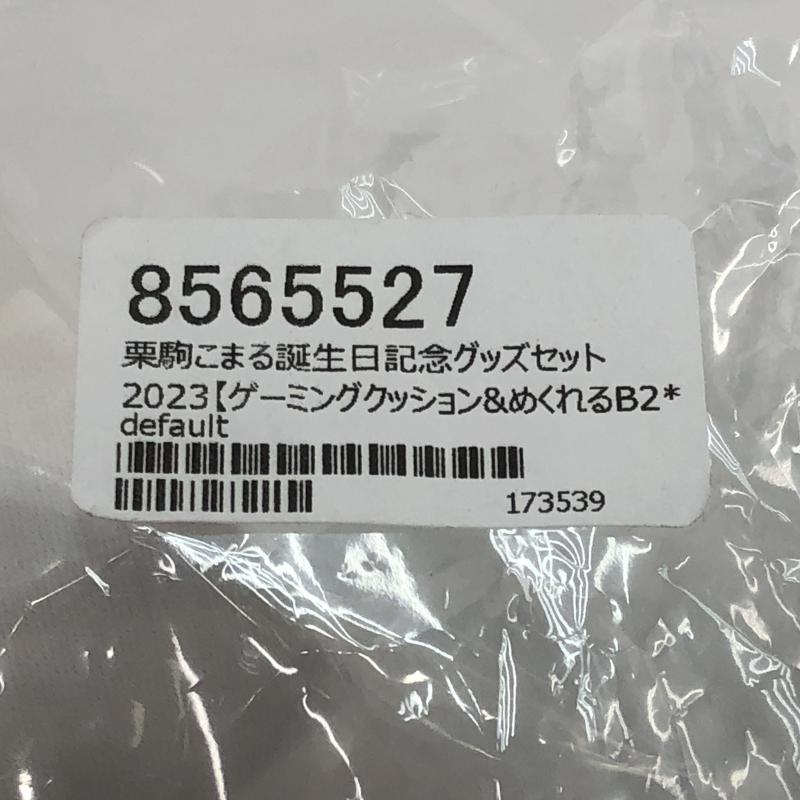 8565527
栗駒こまる誕生日記念グッズセット
2023【ゲーミングクッション&めくれるB2*
default
173539